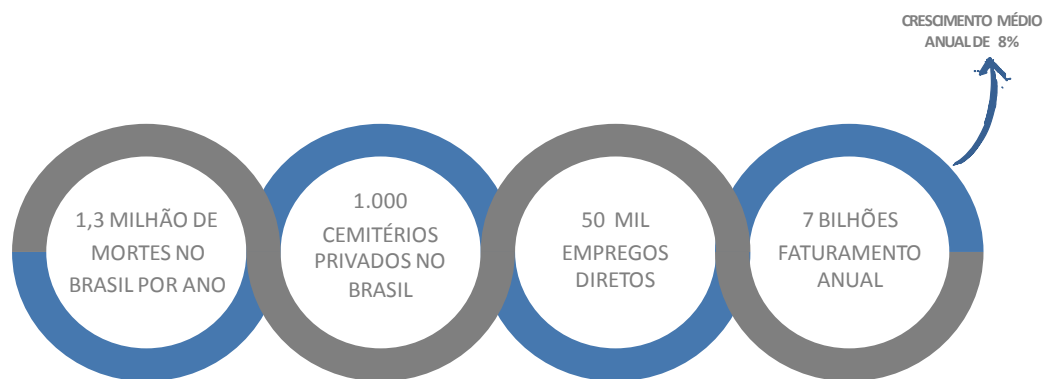 CRESCIMENTO MÉDIO
ANUAL DE 8%
1,3 MILHÃO DE
MORTES NO
BRASIL POR ANO
1.000
CEMITÉRIOS
PRIVADOS NO
BRASIL
50 MIL
EMPREGOS
DIRETOS
7 BILHÕES
FATURAMENTO
ANUAL